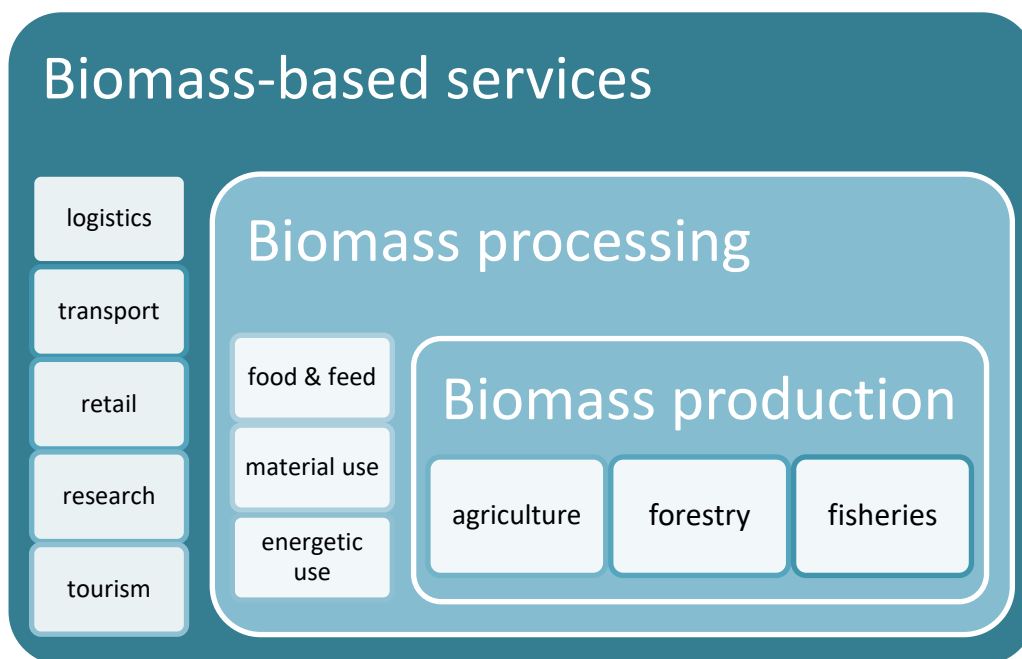 Biomass-based services
logistics
transport
retail
research
tourism
Biomass processing
food & feed
material use
energetic
use
Biomass production
agriculture
forestry
fisheries